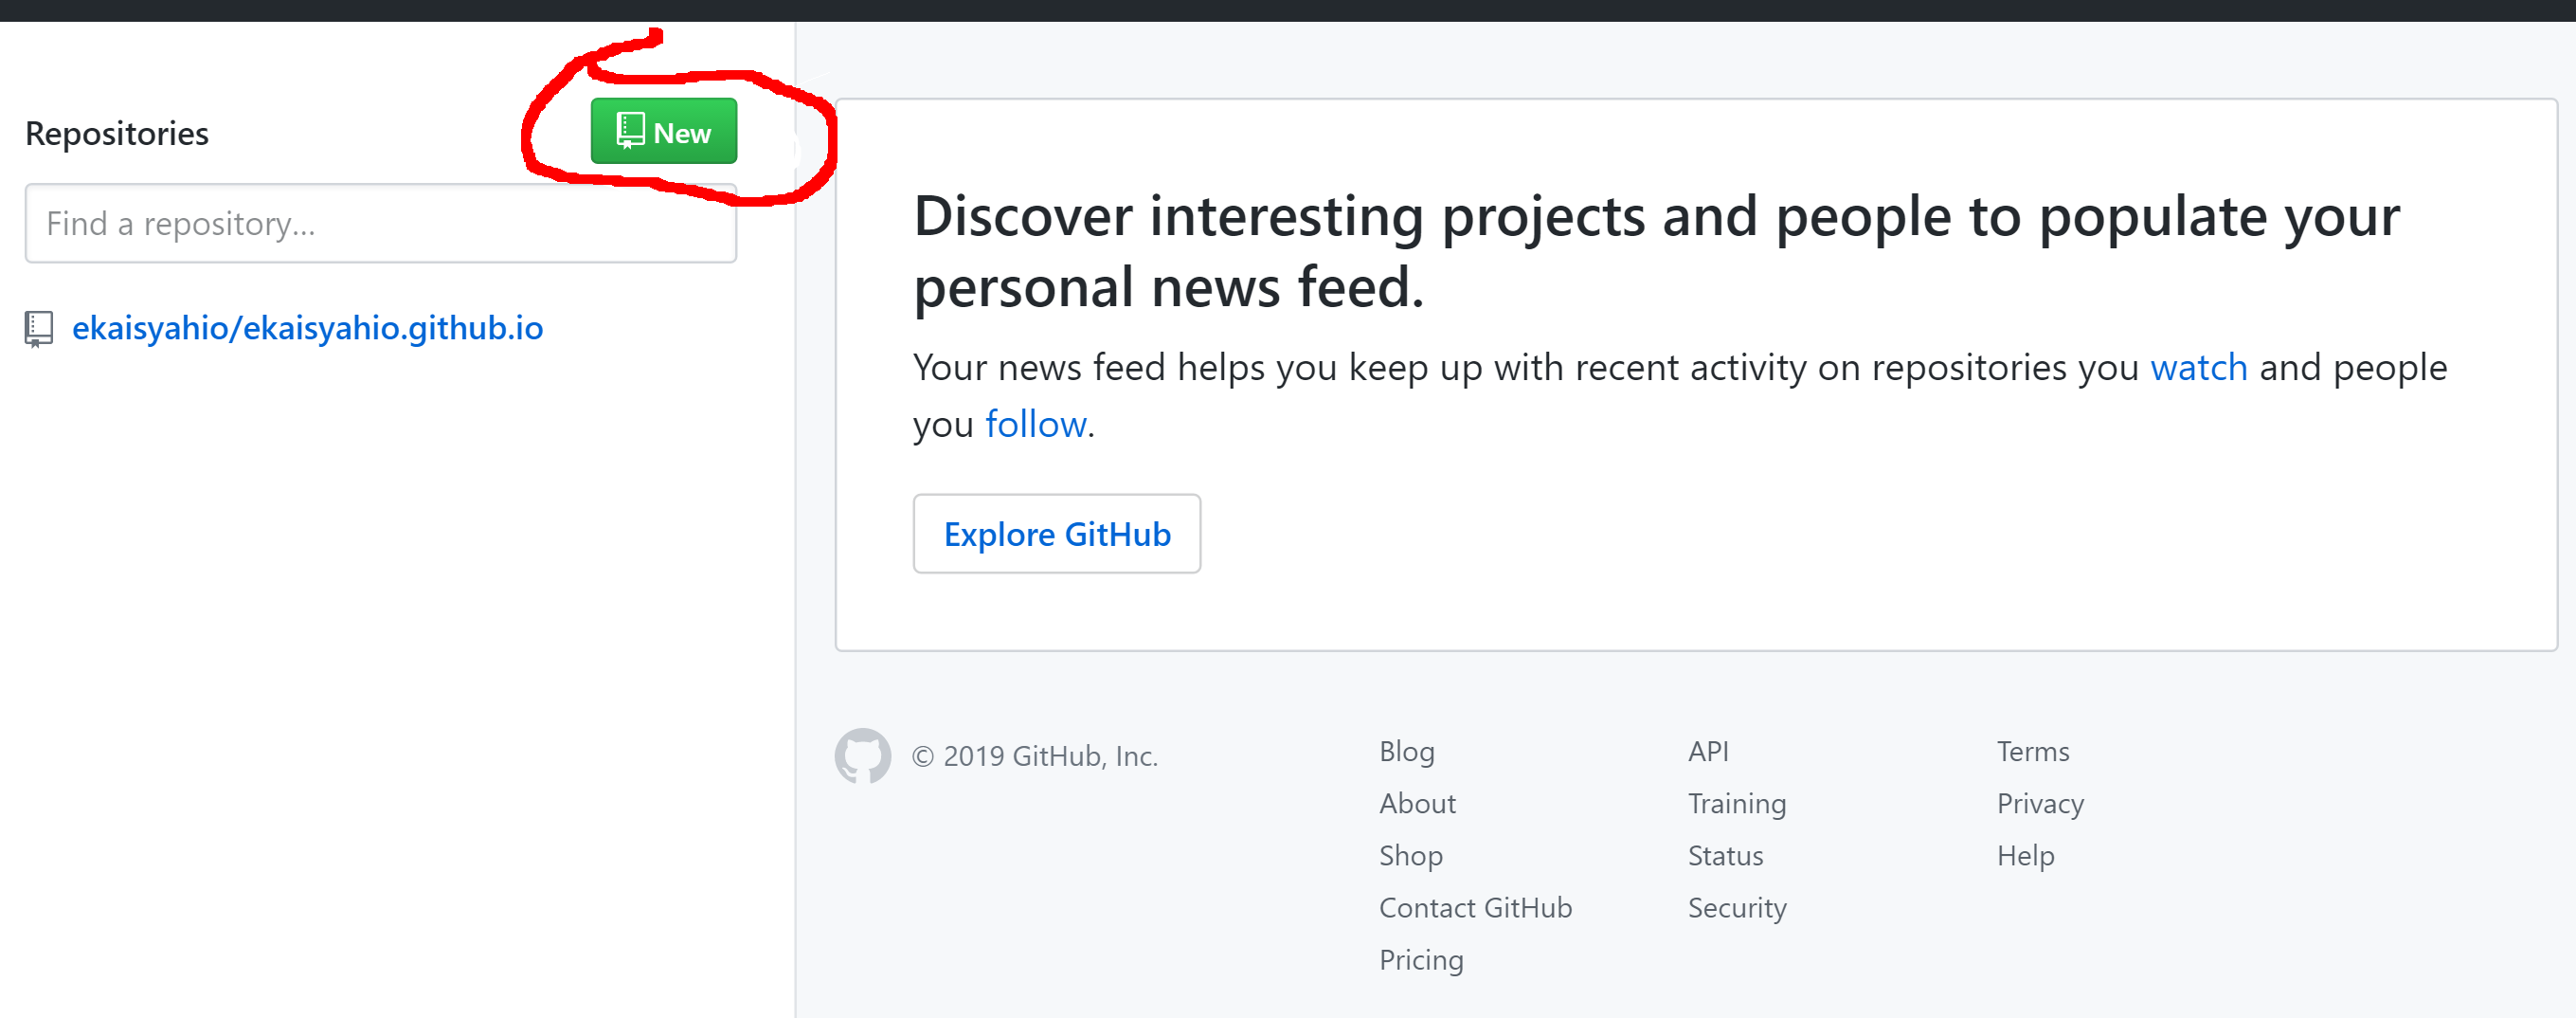 Repositories
New
Find a repository...
ekaisyahio/ekaisyahio.github.io
Discover interesting projects and people to populate your
personal news feed.
Your news feed helps you keep up with recent activity on repositories you watch and people
you follow.
Explore GitHub
© 2019 GitHub, Inc.
Blog
About
Shop
Contact GitHub
Pricing
API
Training
Status
Security
Terms
Privacy
Help